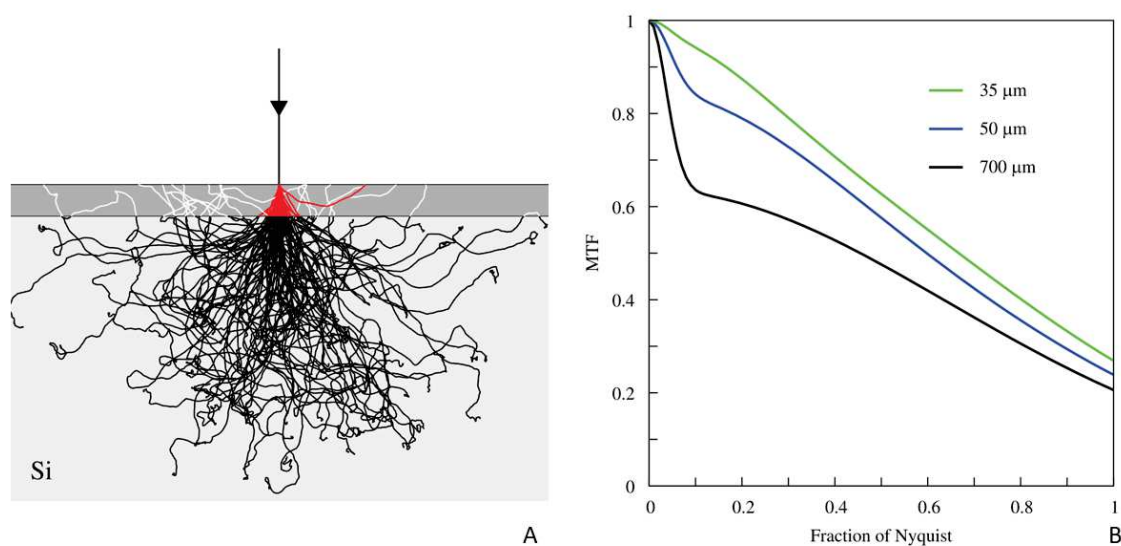 Si
A
1
0.8
0.6
0.4
0.2
0
MTF
35 μm
50 μm
700 μm
0 0.2 0.4 0.6 0.8 1
Fraction of Nyquist
B